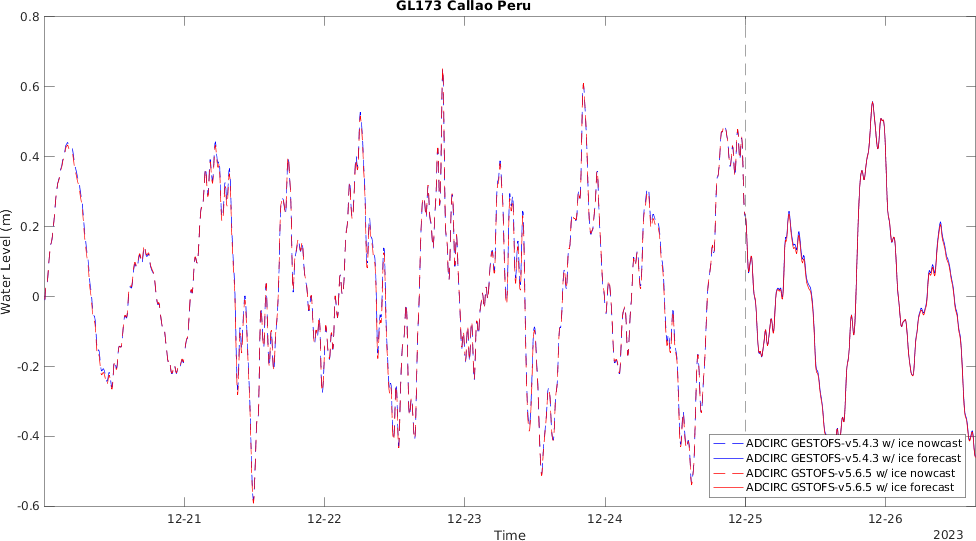 GL173 Callao Peru
Water Level (m)
0.8
0.6
0.4
0.2
0
-0.2
-0.4
-0.6
12-21
12-22
12-23
12-24
12-25
12-26
Time
2023
ADCIRC GESTOFS-v5.4.3 w/ ice nowcast
ADCIRC GESTOFS-v5.4.3 w/ ice forecast
ADCIRC GSTOFS-v5.6.5 w/ ice nowcast
ADCIRC GSTOFS-v5.6.5 w/ ice forecast